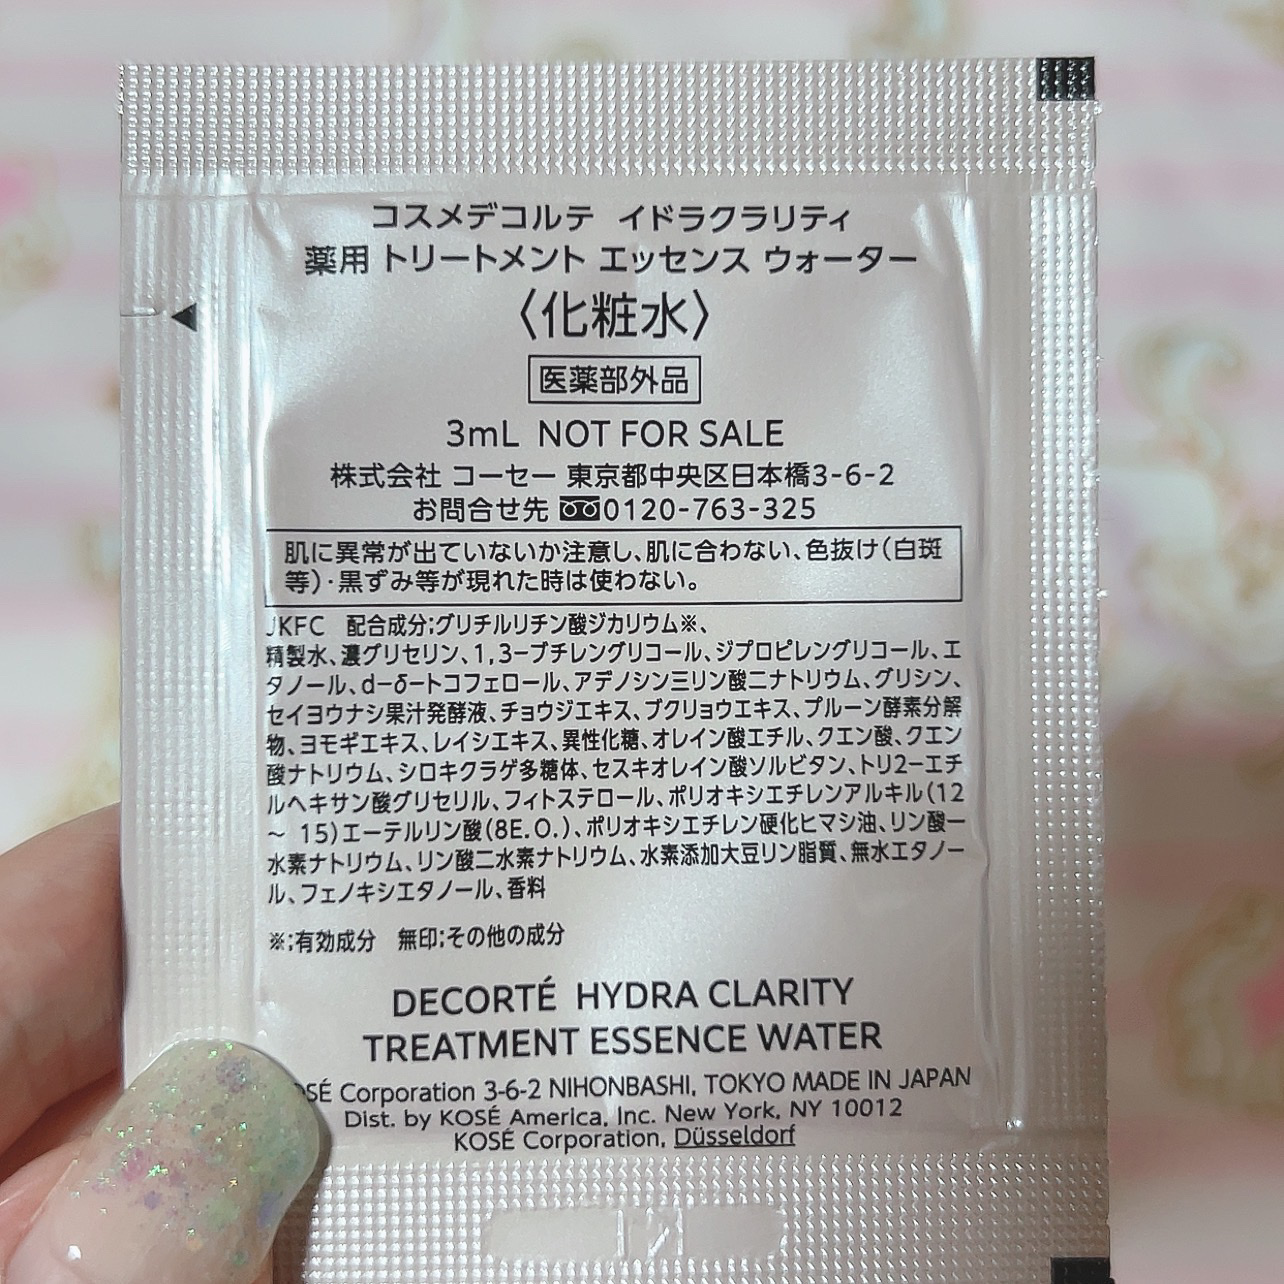 コスメデコルテ イドラクラリティ
薬用 トリートメント エッセンス ウォーター
〈化粧水〉
医薬部外品
3mL NOT FOR SALE
株式会社 コーセー 東京都中央区日本橋3-6-2
お問合せ先 0120-763-325
肌に異常が出ていないか注意し、肌に合わない、色抜け(白斑
等)・黒ずみ等が現れた時は使わない。
JKFC 配合成分;グリチルリチン酸ジカリウム※、
精製水、濃グリセリン、1,3-ブチレングリコール、ジプロピレングリコール、エ
タノール、d-δ-トコフェロール、アデノシン三リン酸二ナトリウム、グリシン、
セイヨウナシ果汁発酵液、チョウジエキス、ブクリョウエキス、プルーン酵素分解
物、ヨモギエキス、レイシエキス、異性化糖、オレイン酸エチル、クエン酸、クエン
酸ナトリウム、シロキクラゲ多糖体、セスキオレイン酸ソルビタン、トリ2-エチ
ルヘキサン酸グリセリル、フィトステロール、ポリオキシエチレンアルキル(12
～ 15)エーテルリン酸(8E.O.)、ポリオキシエチレン硬化ヒマシ油、リン酸一
水素ナトリウム、リン酸二水素ナトリウム、水素添加大豆リン脂質、無水エタノー
ル、フェノキシエタノール、香料
※;有効成分 無印;その他の成分
DECORTÉ HYDRA CLARITY
TREATMENT ESSENCE WATER
OSÉ Corporation 3-6-2 NIHONBASHI, TOKYO MADE IN JAPAN
Dist. by KOSÉ America, Inc. New York, NY 10012
KOSÉ Corporation, Düsseldorf